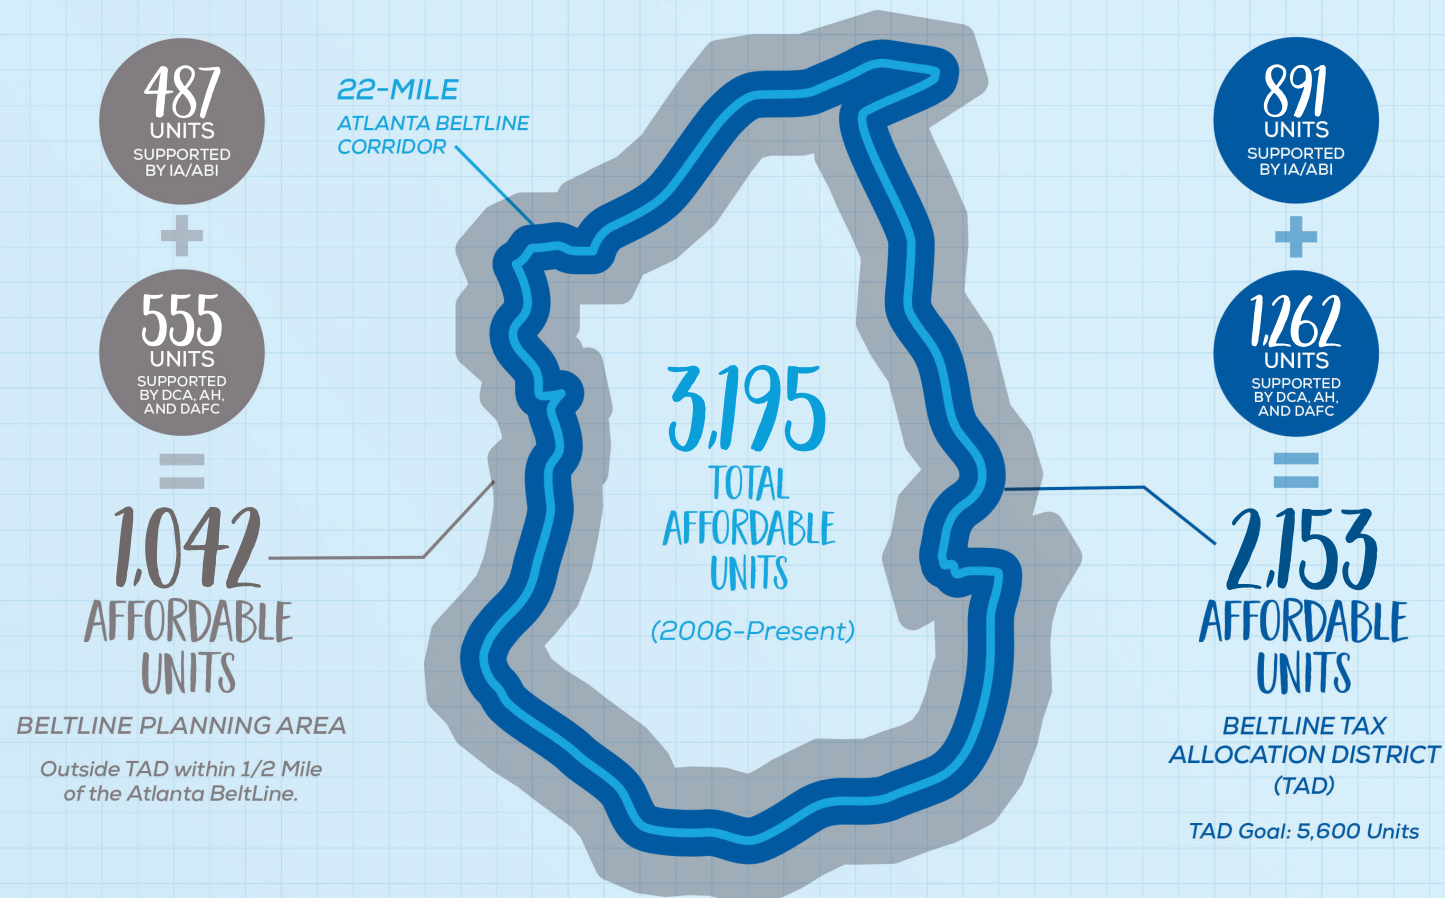 487
UNITS
SUPPORTED
BY IA/ABI
+
555
UNITS
SUPPORTED
BY DCA, AH,
AND DAFC
=
1,042
AFFORDABLE
UNITS
BELTLINE PLANNING AREA
Outside TAD within 1/2 Mile
of the Atlanta BeltLine.
22-MILE
ATLANTA BELTLINE
CORRIDOR
3,195
TOTAL
AFFORDABLE
UNITS
(2006-Present)
891
UNITS
SUPPORTED
BY IA/ABI
+
1,262
UNITS
SUPPORTED
BY DCA, AH,
AND DAFC
=
2,153
AFFORDABLE
UNITS
BELTLINE TAX
ALLOCATION DISTRICT
(TAD)
TAD Goal: 5,600 Units